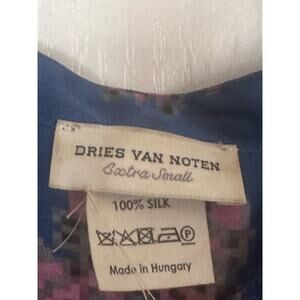 DRIES VAN NOTEN
Extra Small
100% SILK
P
Made in Hungary